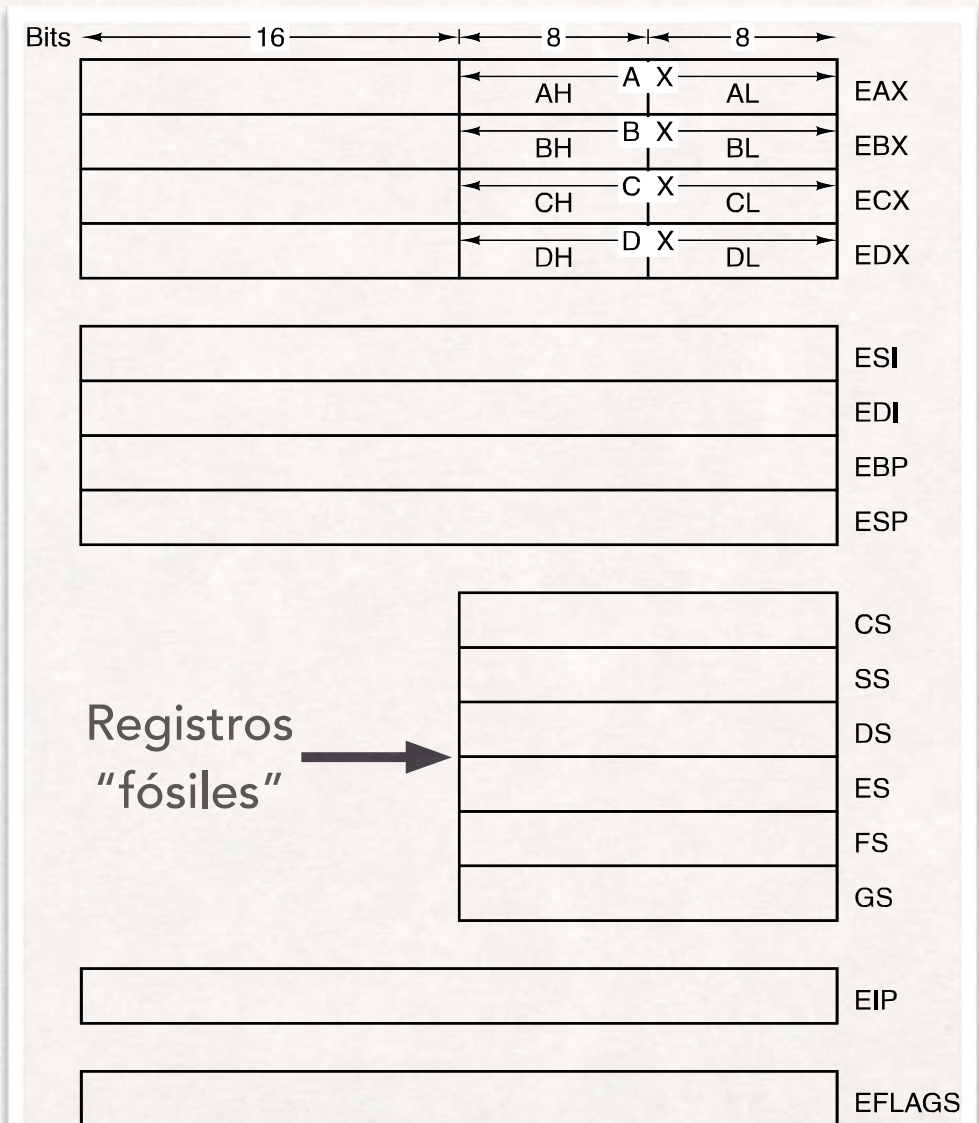 Bits 16 8 8
A X
AH AL EAX
B X
BH BL EBX
C X
CH CL ECX
D X
DH DL EDX
ESI
EDI
EBP
ESP
CS
SS
Registros
DS
"fósiles"
ES
FS
GS
EIP
EFLAGS